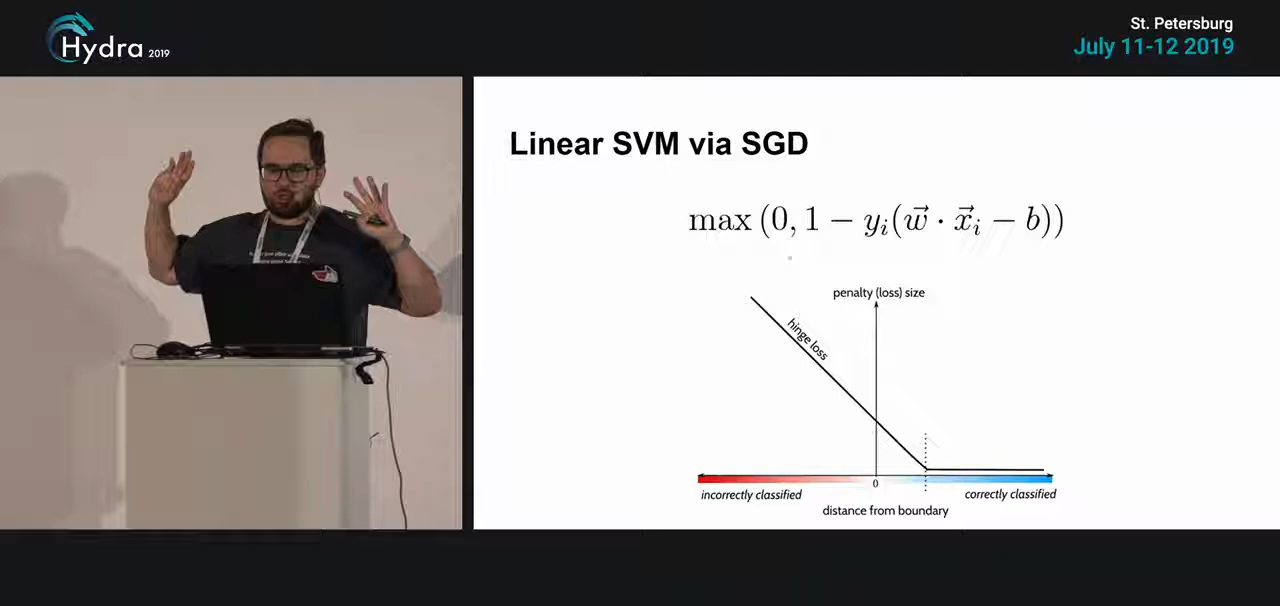 Hydra 2019
St. Petersburg
July 11-12 2019
Linear SVM via SGD
max (0, 1 − yᵢ(w⃗ · x⃗ᵢ − b))
penalty (loss) size
hinge loss
0
incorrectly classified
correctly classified
distance from boundary